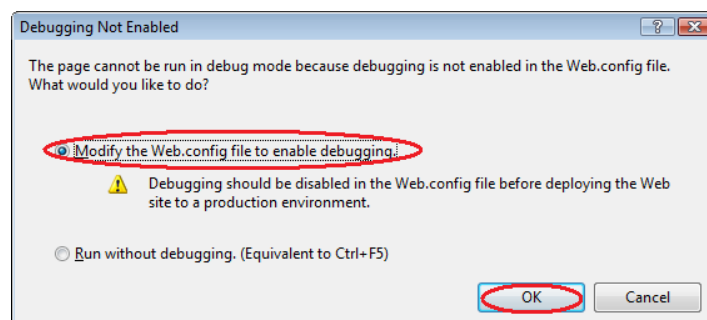 Debugging Not Enabled
The page cannot be run in debug mode because debugging is not enabled in the Web.config file.
What would you like to do?
Modify the Web.config file to enable debugging.
Debugging should be disabled in the Web.config file before deploying the Web
site to a production environment.
Run without debugging. (Equivalent to Ctrl+F5)
OK Cancel